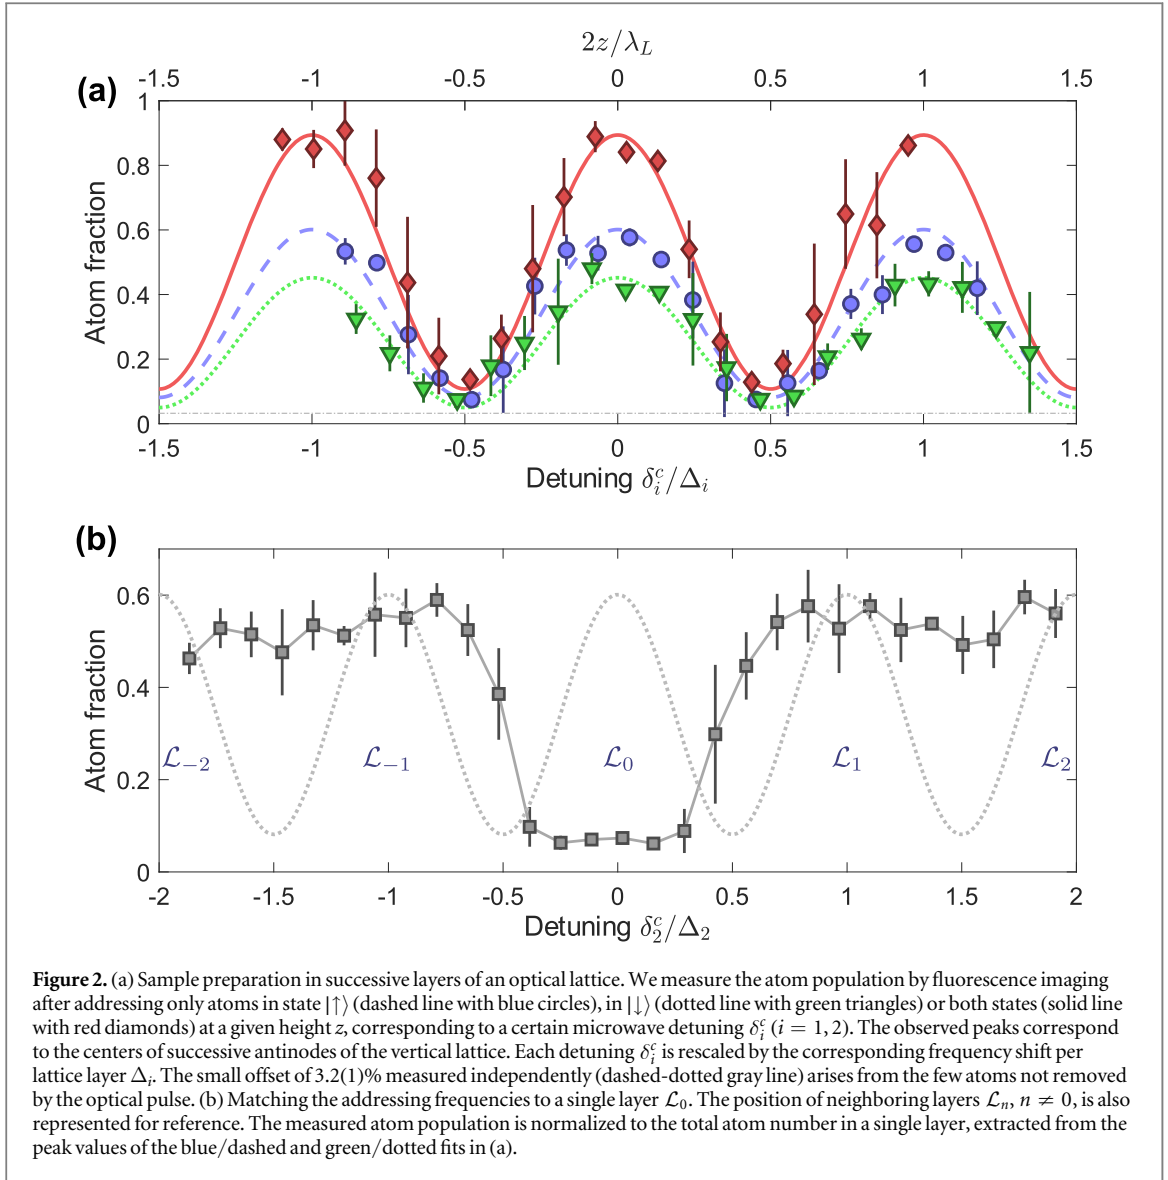 2z/λ_L
-1.5 -1 -0.5 0 0.5 1 1.5
(a)
1
0.8
0.6
0.4
0.2
0
Atom fraction
-1.5 -1 -0.5 0 0.5 1 1.5
Detuning δ_i^c/Δ_i
(b)
0.6
0.4
0.2
0
Atom fraction
ℒ₋₂ ℒ₋₁ ℒ₀ ℒ₁ ℒ₂
-2 -1.5 -1 -0.5 0 0.5 1 1.5 2
Detuning δ_2^c/Δ_2
Figure 2. (a) Sample preparation in successive layers of an optical lattice. We measure the atom population by fluorescence imaging
after addressing only atoms in state |↑⟩ (dashed line with blue circles), in |↓⟩ (dotted line with green triangles) or both states (solid line
with red diamonds) at a given height z, corresponding to a certain microwave detuning δ_i^c (i = 1, 2). The observed peaks correspond
to the centers of successive antinodes of the vertical lattice. Each detuning δ_i^c is rescaled by the corresponding frequency shift per
lattice layer Δ_i. The small offset of 3.2(1)% measured independently (dashed-dotted gray line) arises from the few atoms not removed
by the optical pulse. (b) Matching the addressing frequencies to a single layer ℒ₀. The position of neighboring layers ℒₙ, n ≠ 0, is also
represented for reference. The measured atom population is normalized to the total atom number in a single layer, extracted from the
peak values of the blue/dashed and green/dotted fits in (a).